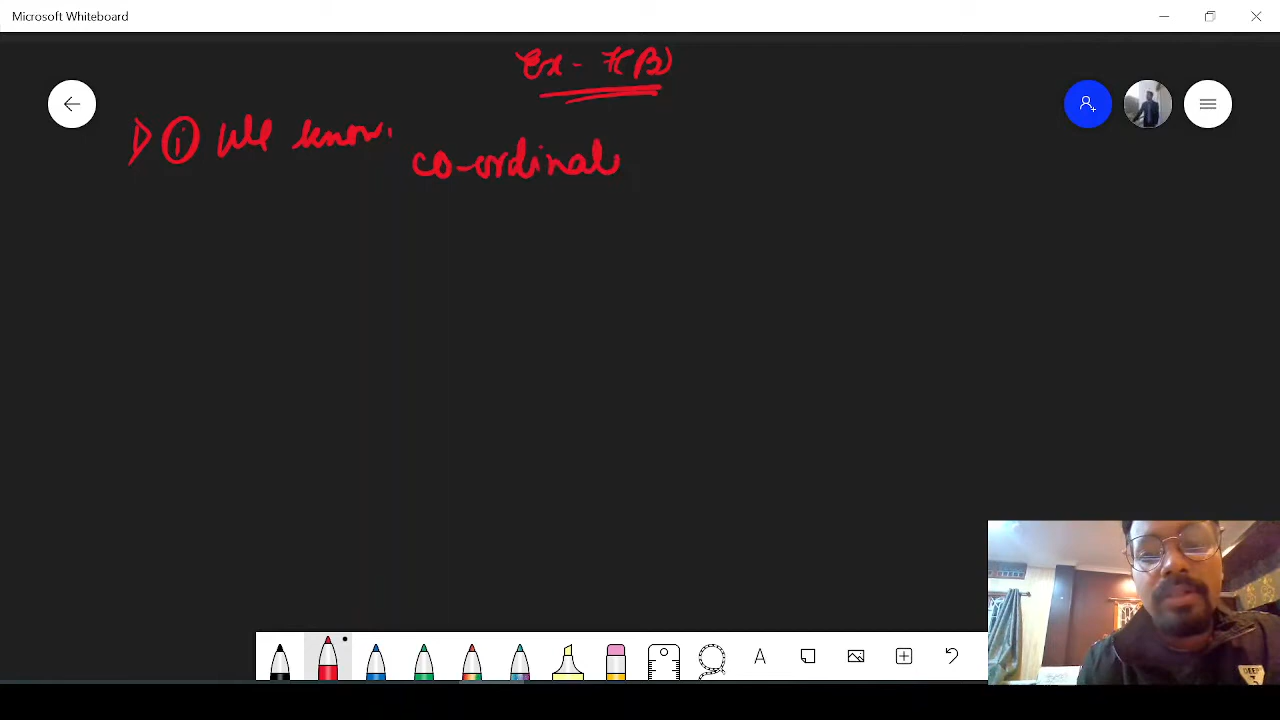 Microsoft Whiteboard
Ex - 7(B)
1) i We know.
co-ordinal
A